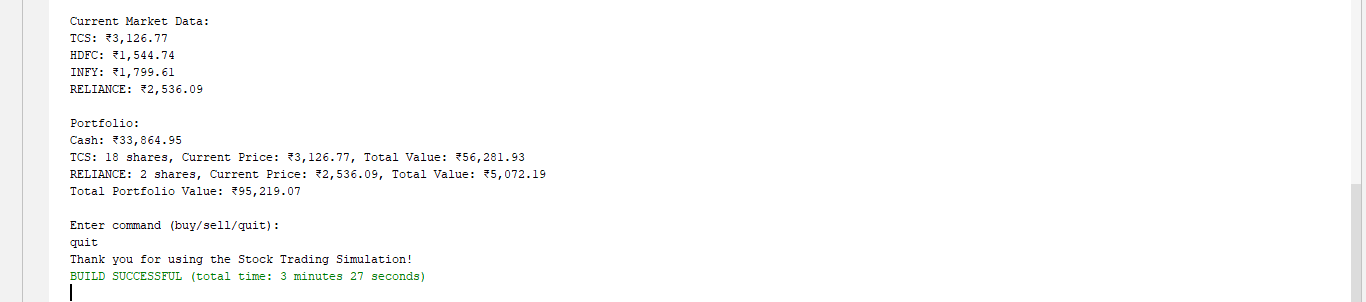 Current Market Data:
TCS: ₹3,126.77
HDFC: ₹1,544.74
INFY: ₹1,799.61
RELIANCE: ₹2,536.09
Portfolio:
Cash: ₹33,864.95
TCS: 18 shares, Current Price: ₹3,126.77, Total Value: ₹56,281.93
RELIANCE: 2 shares, Current Price: ₹2,536.09, Total Value: ₹5,072.19
Total Portfolio Value: ₹95,219.07
Enter command (buy/sell/quit):
quit
Thank you for using the Stock Trading Simulation!
BUILD SUCCESSFUL (total time: 3 minutes 27 seconds)